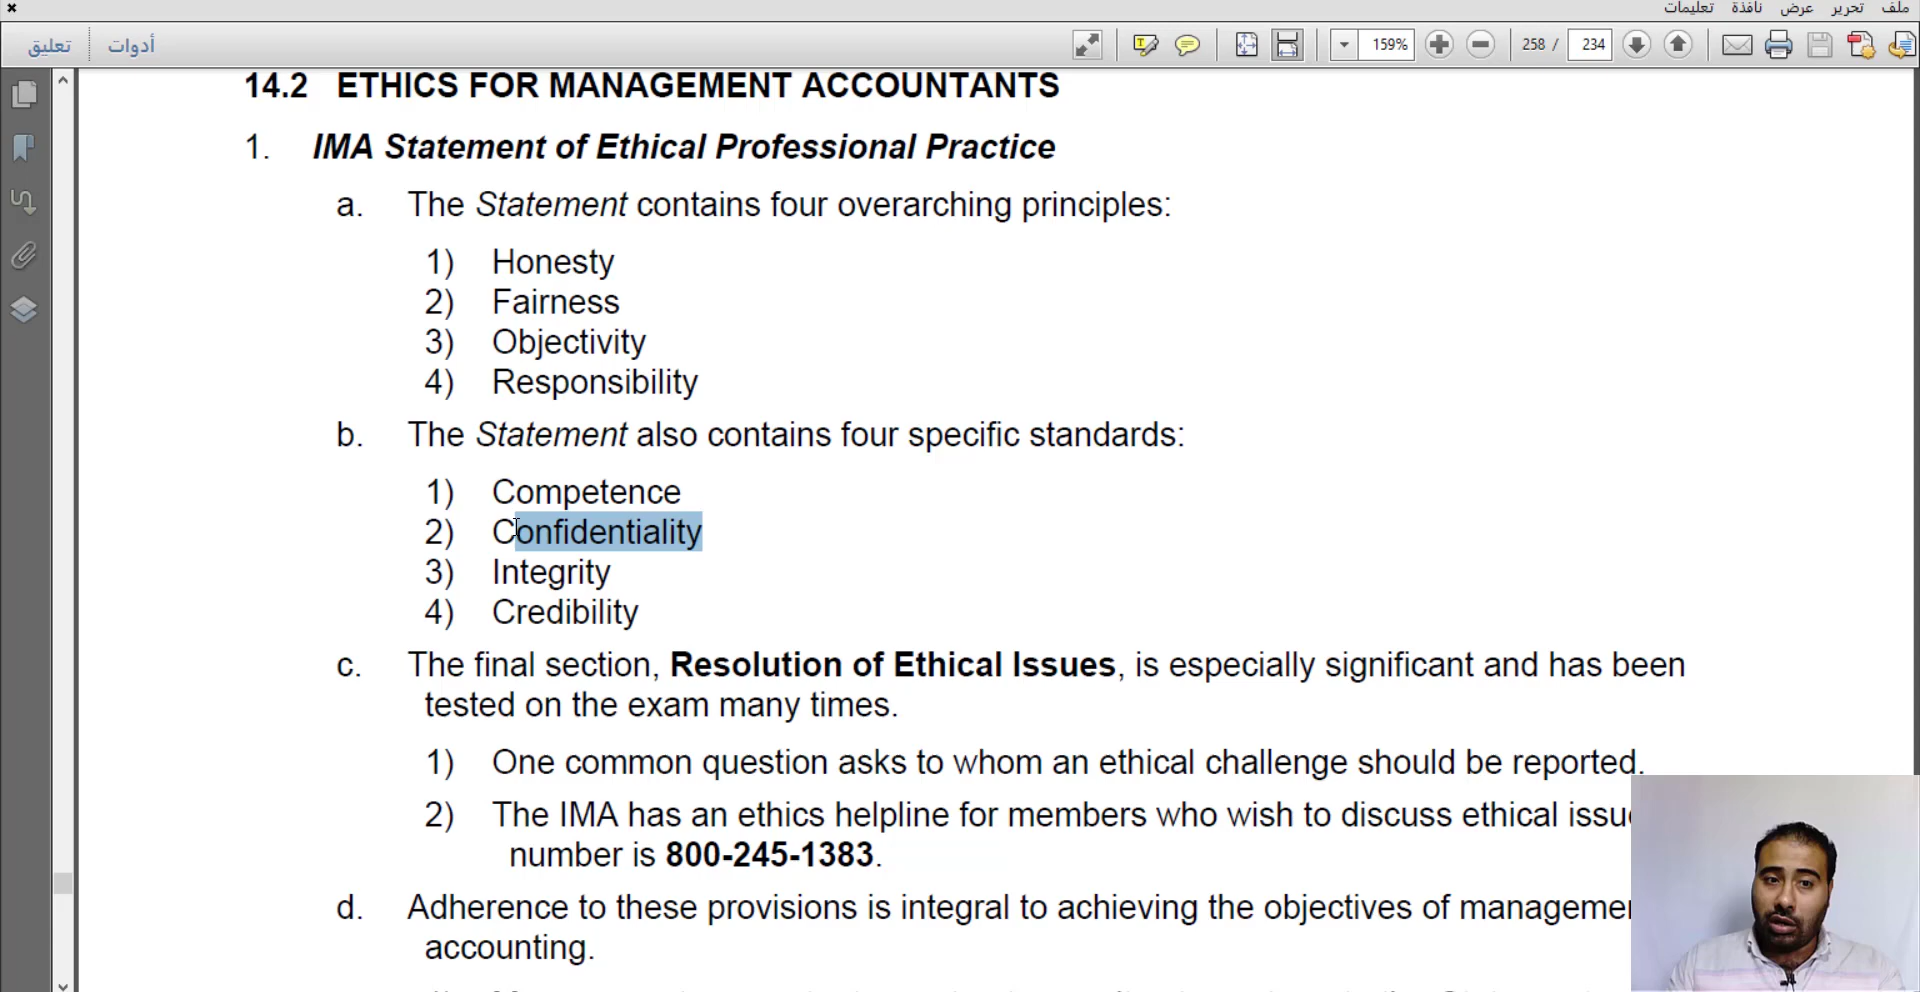 ملف تحرير عرض نافذة تعليمات
أدوات تعليق
159% 258 / 234
14.2 ETHICS FOR MANAGEMENT ACCOUNTANTS
1. IMA Statement of Ethical Professional Practice
a. The Statement contains four overarching principles:
1) Honesty
2) Fairness
3) Objectivity
4) Responsibility
b. The Statement also contains four specific standards:
1) Competence
2) Confidentiality
3) Integrity
4) Credibility
c. The final section, Resolution of Ethical Issues, is especially significant and has been
tested on the exam many times.
1) One common question asks to whom an ethical challenge should be reported.
2) The IMA has an ethics helpline for members who wish to discuss ethical
number is 800-245-1383.
d. Adherence to these provisions is integral to achieving the objectives of
accounting.